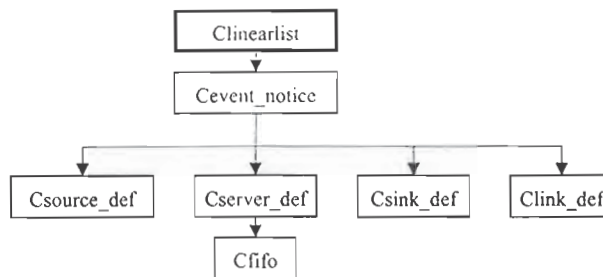 Clinearlist
Cevent_notice
Csource_def
Cserver_def
Csink_def
Clink_def
Cfifo